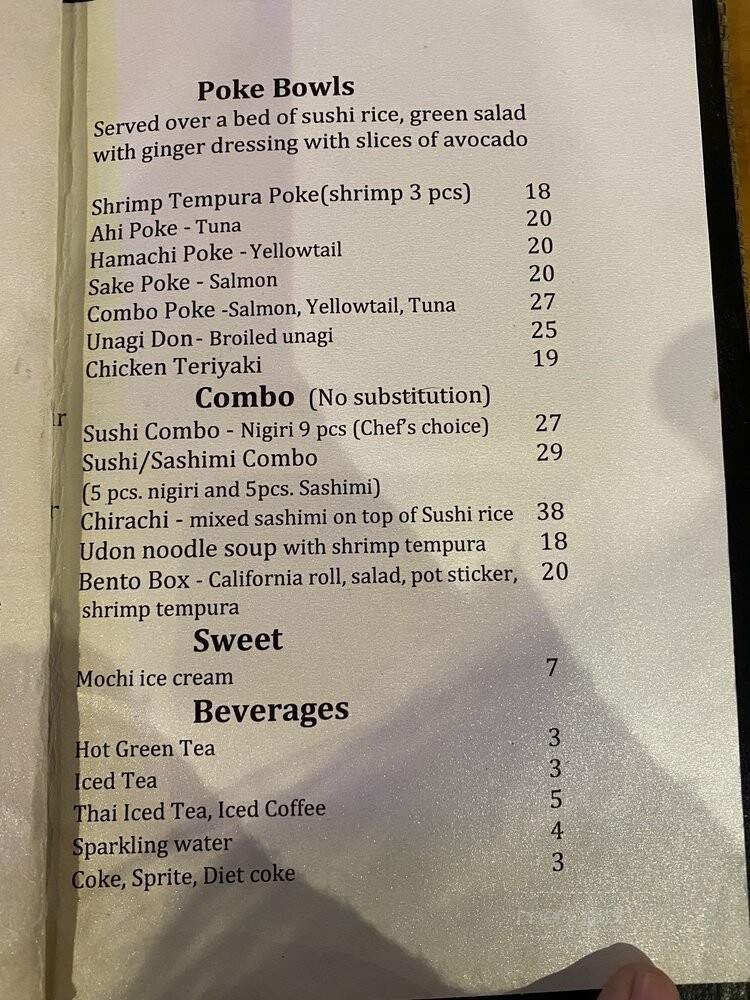 Poke Bowls
Served over a bed of sushi rice, green salad
with ginger dressing with slices of avocado
Shrimp Tempura Poke(shrimp 3 pcs) 18
Ahi Poke - Tuna 20
Hamachi Poke - Yellowtail 20
Sake Poke - Salmon 20
Combo Poke -Salmon, Yellowtail, Tuna 27
Unagi Don- Broiled unagi 25
Chicken Teriyaki 19
Combo (No substitution)
Sushi Combo - Nigiri 9 pcs (Chef's choice) 27
Sushi/Sashimi Combo 29
(5 pcs. nigiri and 5pcs. Sashimi)
Chirachi - mixed sashimi on top of Sushi rice 38
Udon noodle soup with shrimp tempura 18
Bento Box - California roll, salad, pot sticker, 20
shrimp tempura
Sweet
Mochi ice cream 7
Beverages
Hot Green Tea 3
Iced Tea 3
Thai Iced Tea, Iced Coffee 5
Sparkling water 4
Coke, Sprite, Diet coke 3